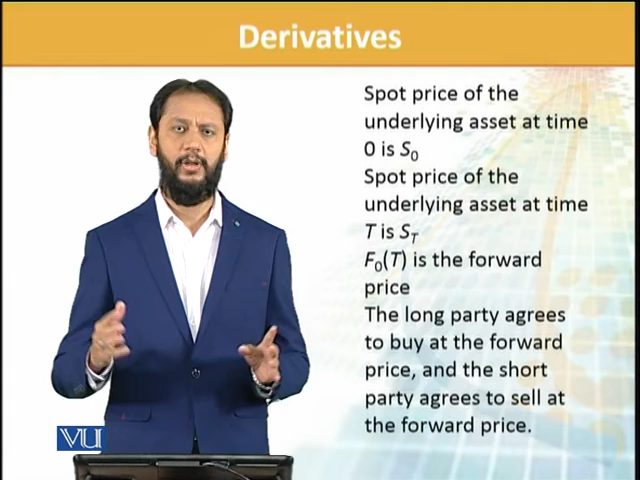 Derivatives
Spot price of the
underlying asset at time
0 is S₀
Spot price of the
underlying asset at time
T is S_T
F₀(T) is the forward
price
The long party agrees
to buy at the forward
price, and the short
party agrees to sell at
the forward price.
VU